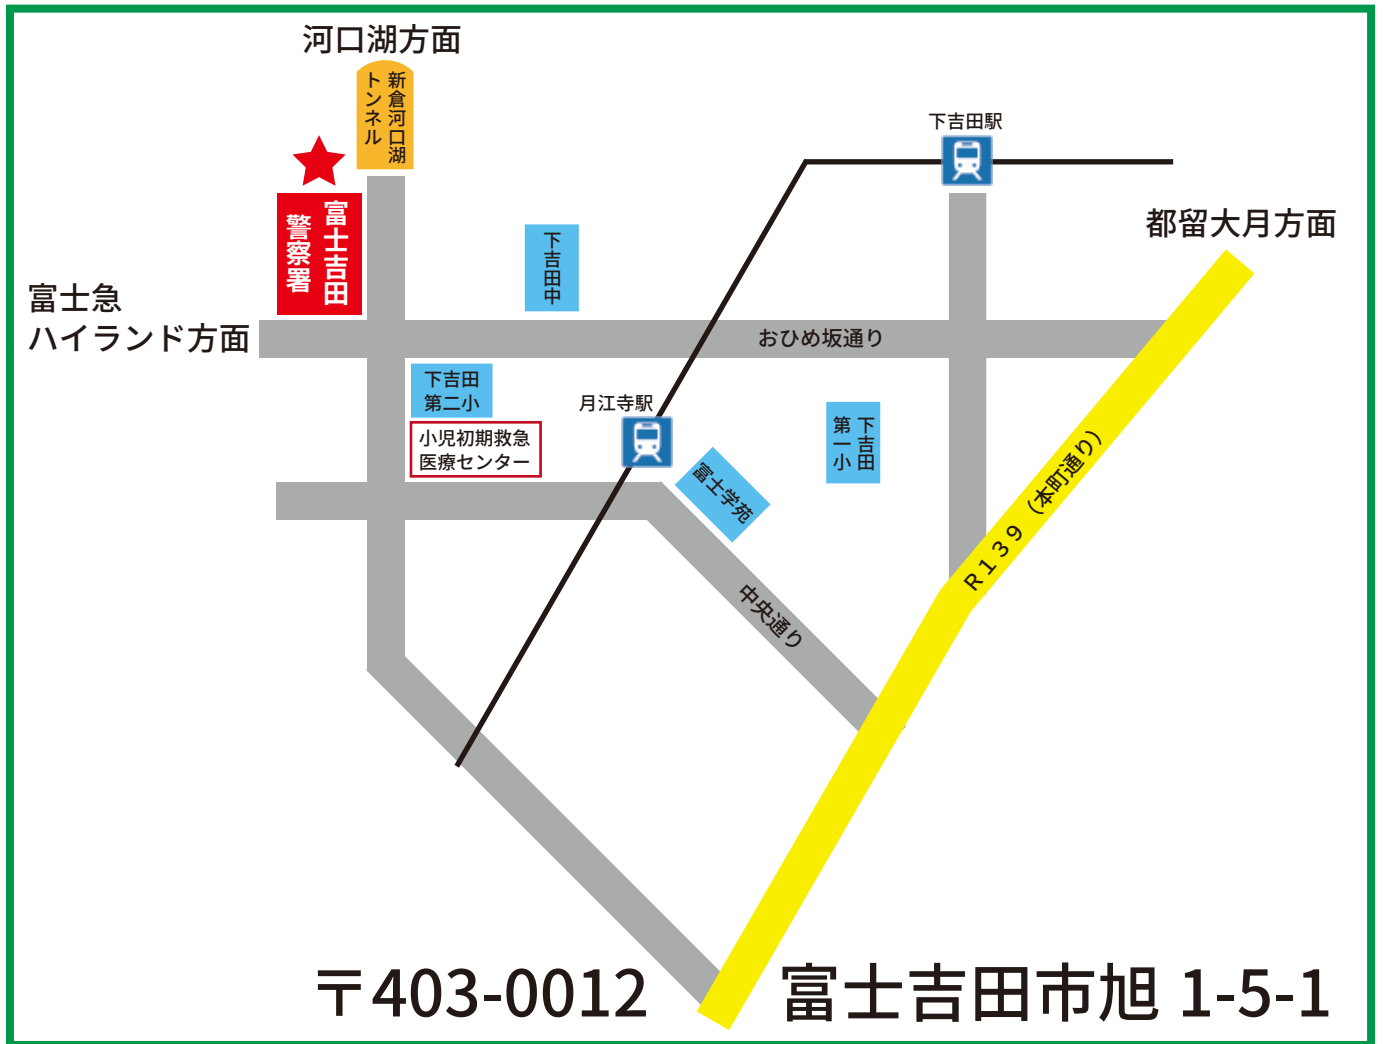 河口湖方面
新倉河口湖
トンネル
下吉田駅
都留大月方面
富士吉田
警察署
下吉田中
富士急
ハイランド方面
おひめ坂通り
下吉田
第二小
月江寺駅
小児初期救急
医療センター
下吉田
第一小
富士学苑
R139（本町通り）
中央通り
〒403-0012
富士吉田市旭 1-5-1